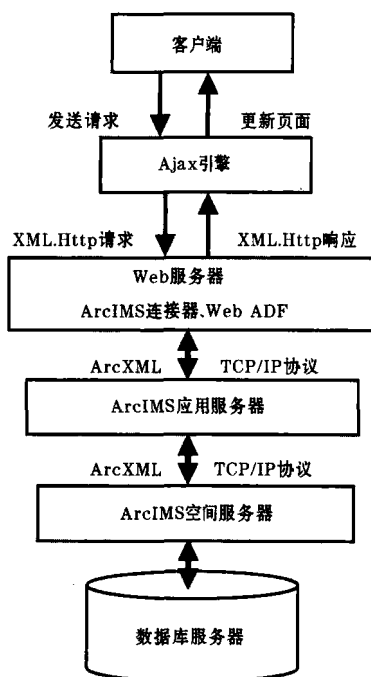 客户端
发送请求 更新页面
Ajax引擎
XML.Http请求 XML.Http响应
Web服务器
ArcIMS连接器、Web ADF
ArcXML TCP/IP协议
ArcIMS应用服务器
ArcXML TCP/IP协议
ArcIMS空间服务器
数据库服务器